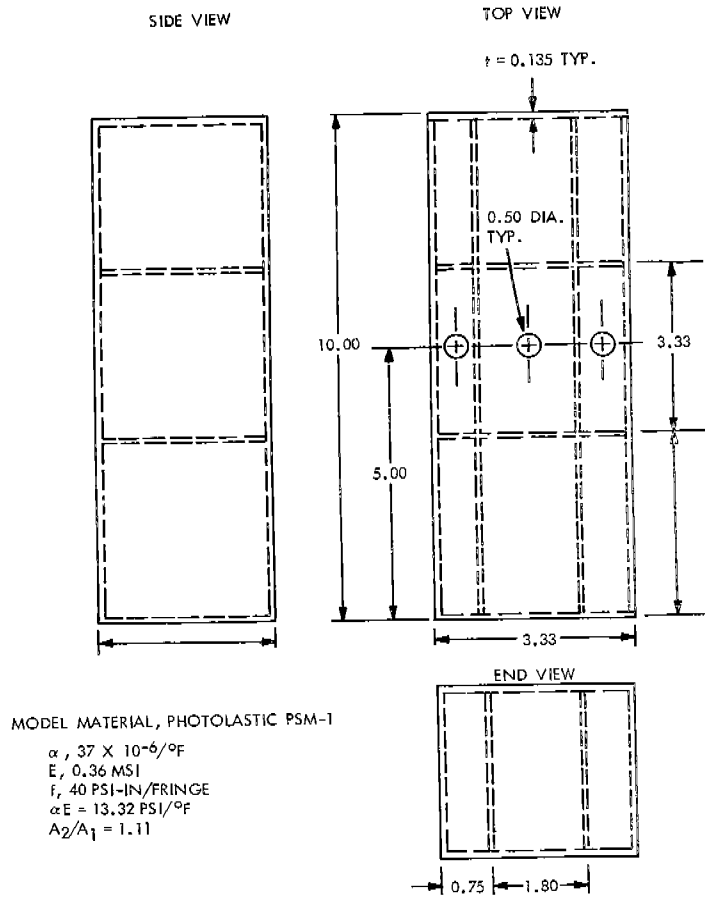 SIDE VIEW
TOP VIEW
t = 0.135 TYP.
0.50 DIA.
TYP.
10.00
3.33
5.00
3.33
END VIEW
MODEL MATERIAL, PHOTOLASTIC PSM-1
α, 37 X 10⁻⁶/°F
E, 0.36 MSI
f, 40 PSI-IN/FRINGE
αE = 13.32 PSI/°F
A₂/A₁ = 1.11
0.75
1.80